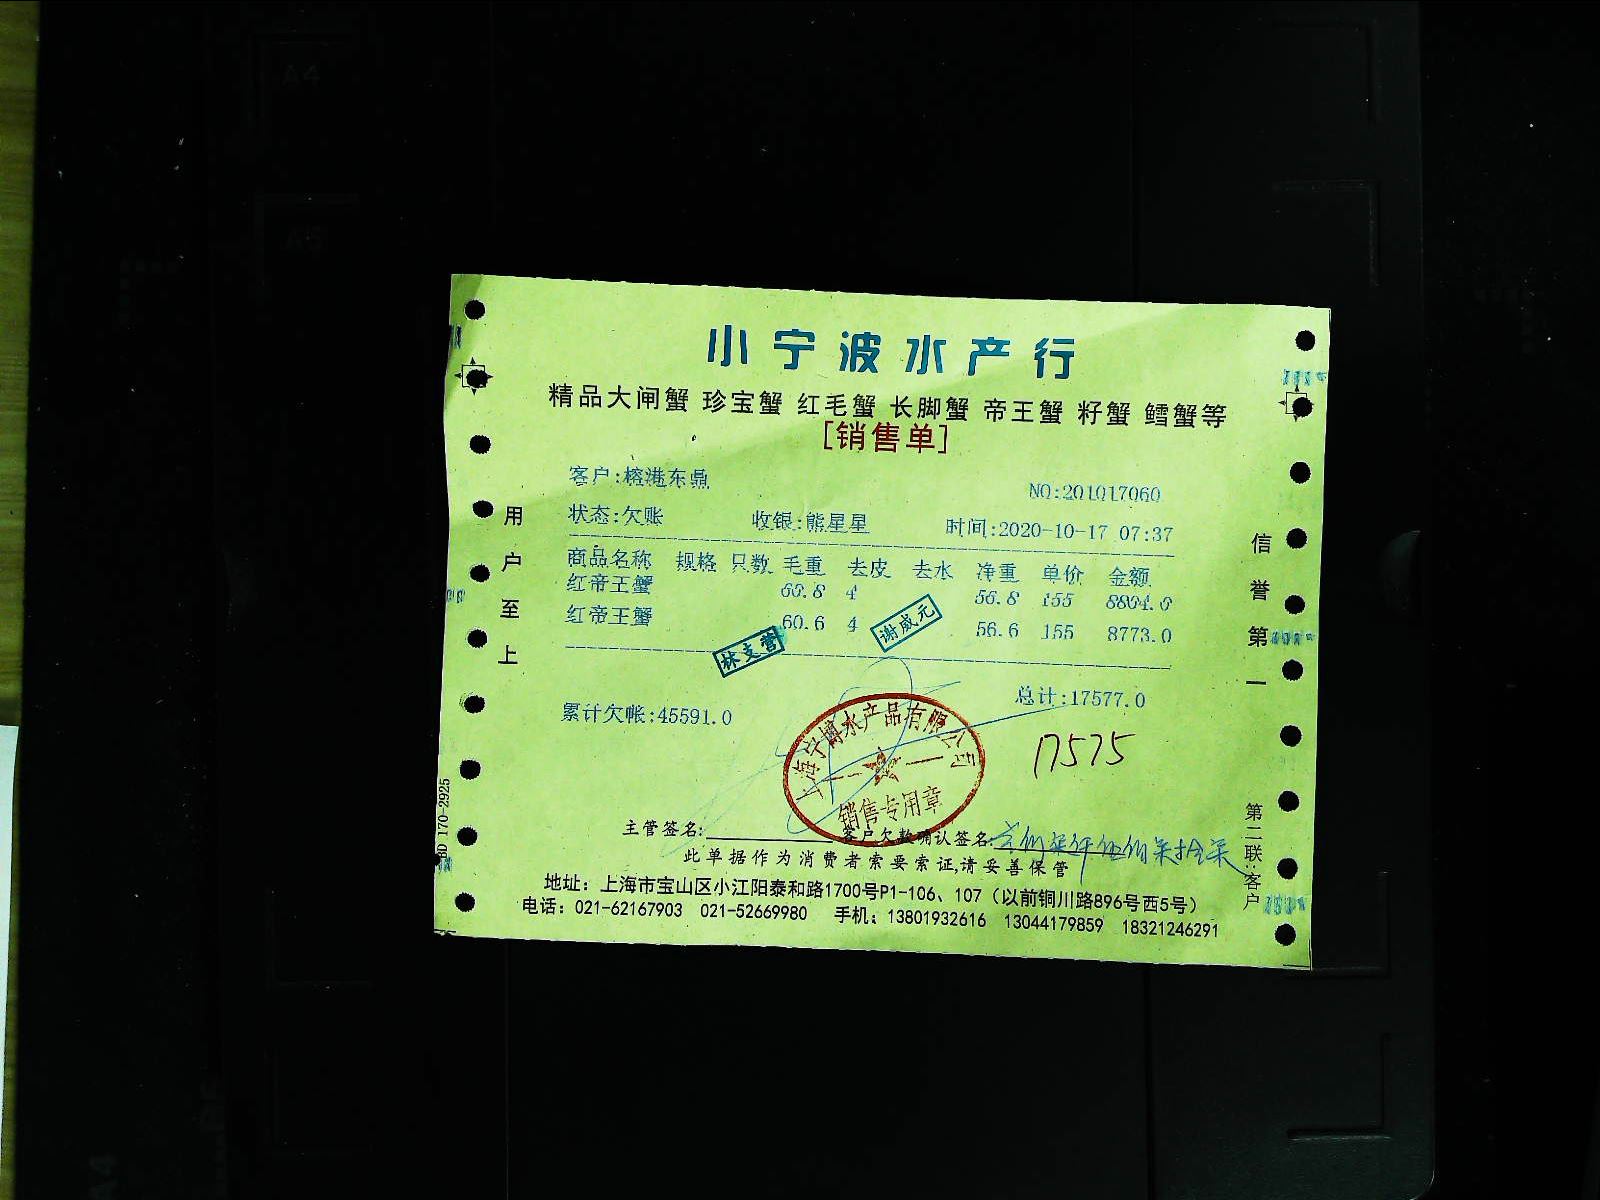 小宁波水产行
精品大闸蟹 珍宝蟹 红毛蟹 长脚蟹 帝王蟹 籽蟹 鳕蟹等
[销售单]
客户:榕港东鼎
NO:201017060
状态:欠账 收银:熊星星 时间:2020-10-17 07:37
商品名称 规格 只数 毛重 去皮 去水 净重 单价 金额
红帝王蟹 60.8 4 56.8 155 8804.0
红帝王蟹 60.6 4 56.6 155 8773.0
林支营
谢威元
总计:17577.0
累计欠帐:45591.0
17575
上海宁博水产品有限公司
销售专用章
主管签名: 客户欠款确认签名:
此单据作为消费者索要索证,请妥善保管
地址：上海市宝山区小江阳泰和路1700号P1-106、107（以前铜川路896号西5号）
电话：021-62167903 021-52669980 手机：13801932616 13044179859 18321246291
用户至上
信誉第一
第二联:客户
170-2925
A4
A5